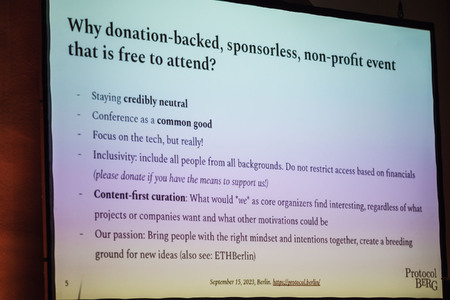 Why donation-backed, sponsorless, non-profit event
that is free to attend?
- Staying credibly neutral
- Conference as a common good
- Focus on the tech, but really!
- Inclusivity: include all people from all backgrounds. Do not restrict access based on financials
(please donate if you have the means to support us!)
- Content-first curation: What would "we" as core organizers find interesting, regardless of what
projects or companies want and what other motivations could be
- Our passion: Bring people with the right mindset and intentions together, create a breeding
ground for new ideas (also see: ETHBerlin)
5
September 15, 2023, Berlin, https://protocol.berlin/
Protocol
BERG